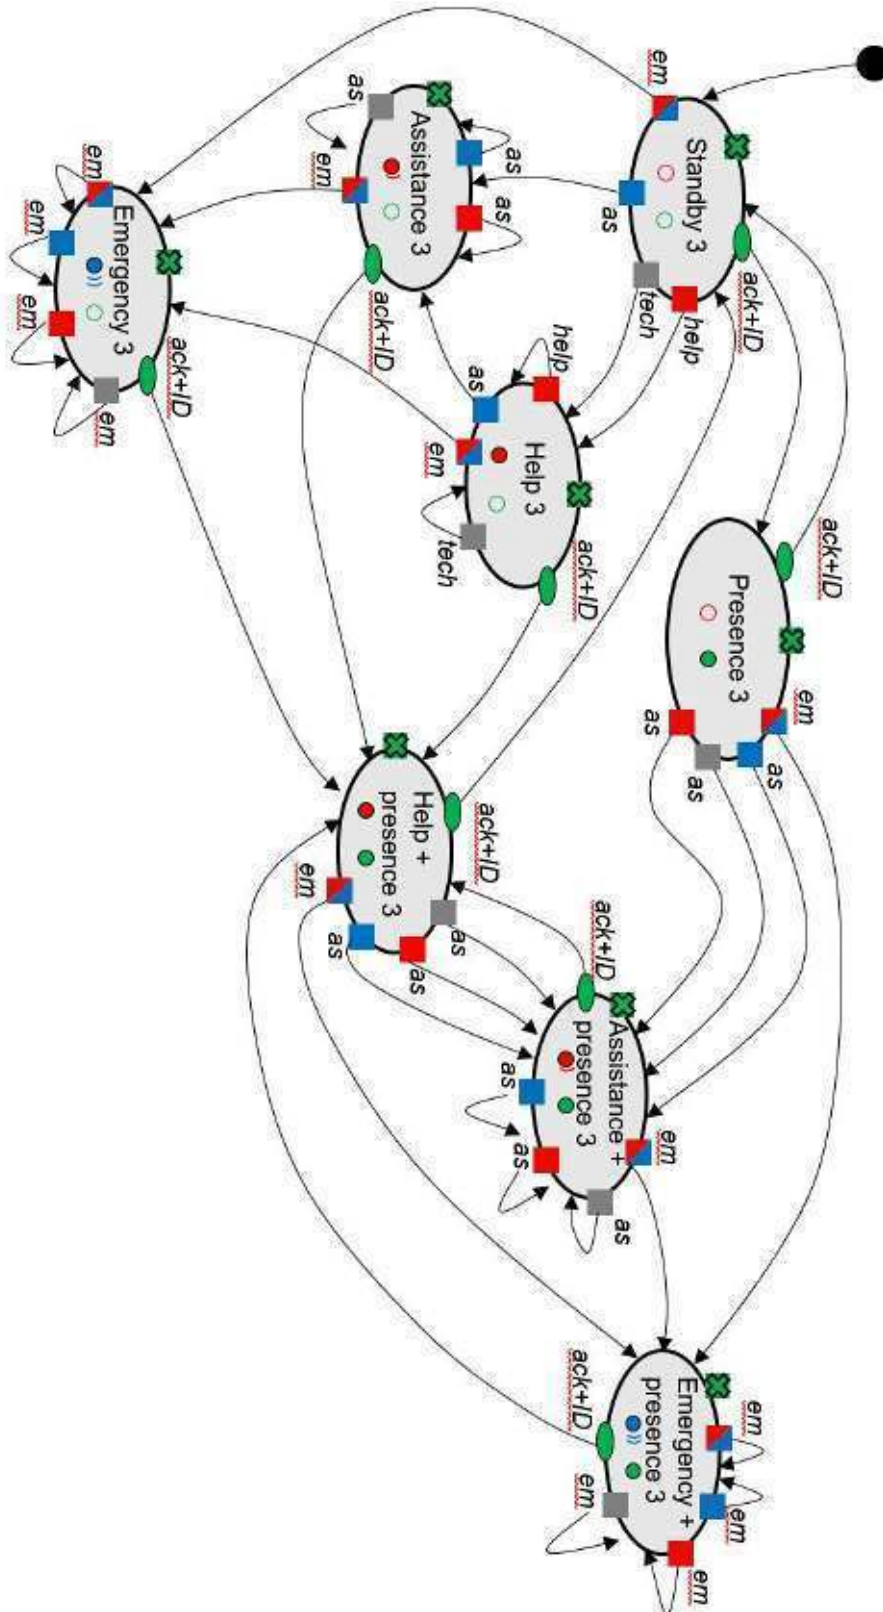 em
Standby 3
ack+ID
as
tech
help
ack+ID
Presence 3
em
as
as
as
as
as
Assistance 3
as
em
ack+ID
help
Help 3
as
em
tech
ack+ID
em
em
Emergency 3
em
em
ack+ID
ack+ID
Help +
presence 3
as
as
as
em
ack+ID
Assistance +
presence 3
em
as
as
as
Emergency +
presence 3
em
em
em
em
ack+ID